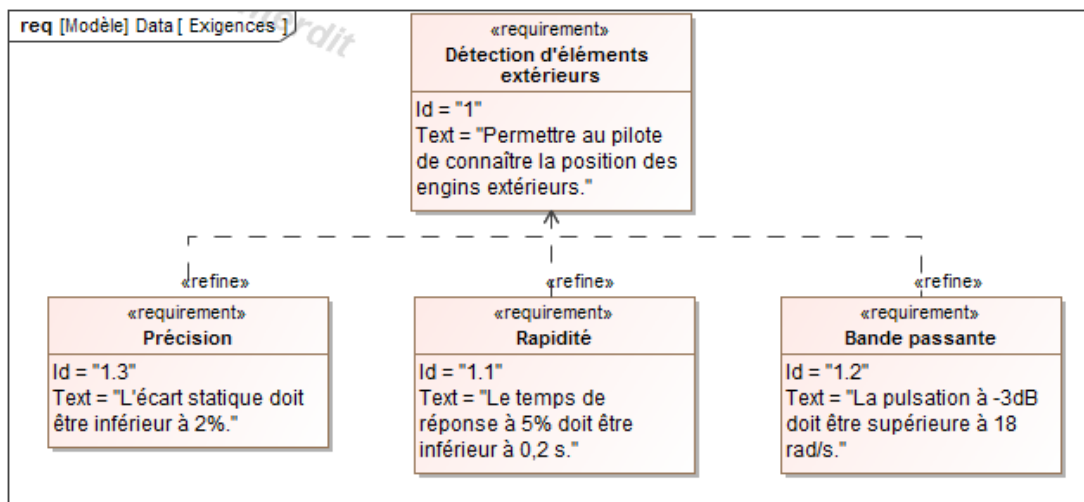 req [Modèle] Data [ Exigences ]
«requirement»
Détection d'éléments
extérieurs
Id = "1"
Text = "Permettre au pilote
de connaître la position des
engins extérieurs."
«refine»
«refine»
«refine»
«requirement»
Précision
Id = "1.3"
Text = "L'écart statique doit
être inférieur à 2%."
«requirement»
Rapidité
Id = "1.1"
Text = "Le temps de
réponse à 5% doit être
inférieur à 0,2 s."
«requirement»
Bande passante
Id = "1.2"
Text = "La pulsation à -3dB
doit être supérieure à 18
rad/s."